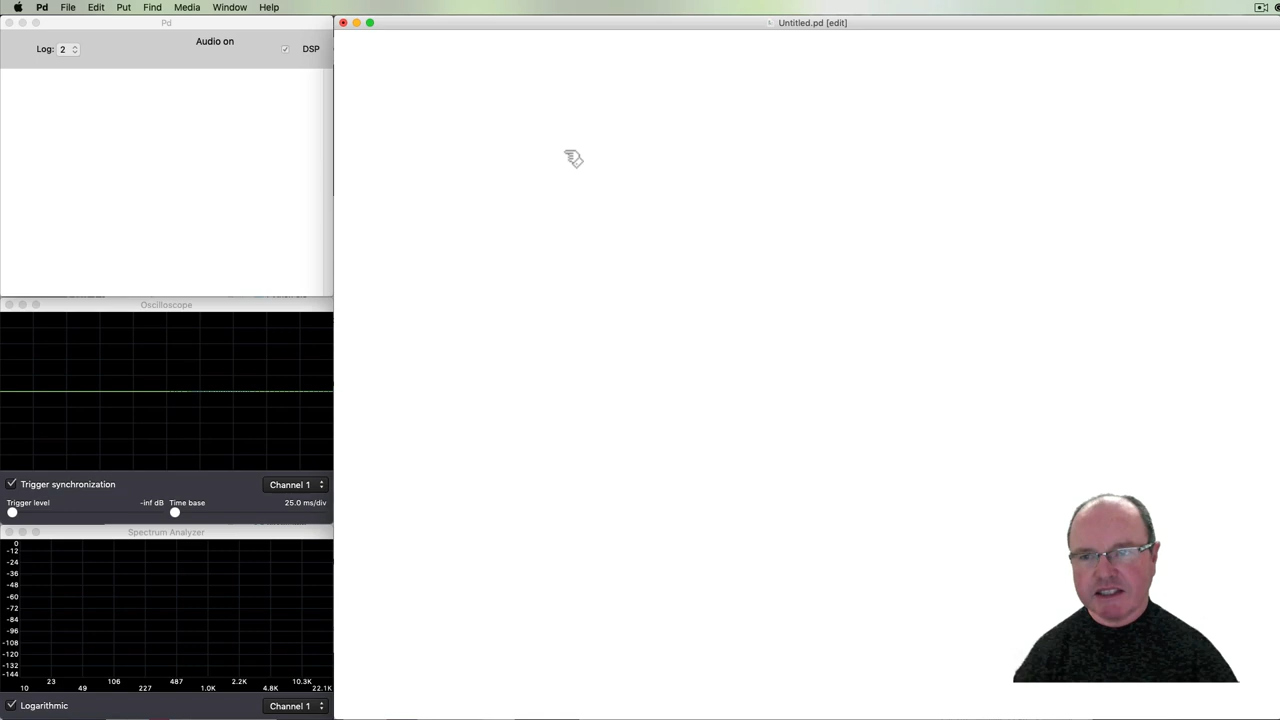 Pd File Edit Put Find Media Window Help
Pd
Untitled.pd [edit]
Log: 2
Audio on
DSP
Oscilloscope
Trigger synchronization
Channel 1
Trigger level
-inf dB
Time base
25.0 ms/div
Spectrum Analyzer
0
-12
-24
-36
-48
-60
-72
-84
-96
-108
-120
-132
-144
23 106 487 2.2K 10.3K
10 49 227 1.0K 4.8K 22.1K
Logarithmic
Channel 1